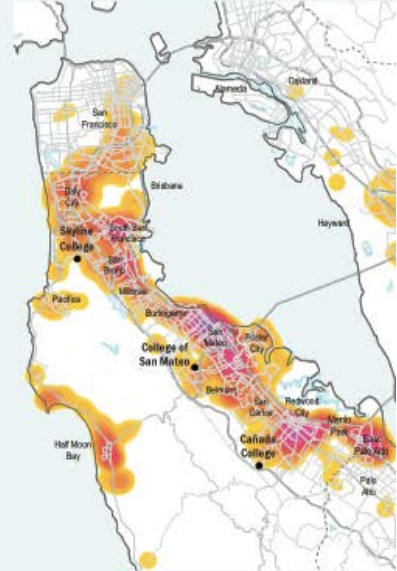 San
Francisco
Alameda
Oakland
Daly
City
Brisbane
South San
Francisco
Hayward
Skyline
College
San
Bruno
Pacifica
Millbrae
Burlingame
San
Mateo
Foster
City
College of
San Mateo
Belmont
San
Carlos
Redwood
City
Menlo
Park
East
Palo Alto
Half Moon
Bay
Cañada
College
Palo
Alto